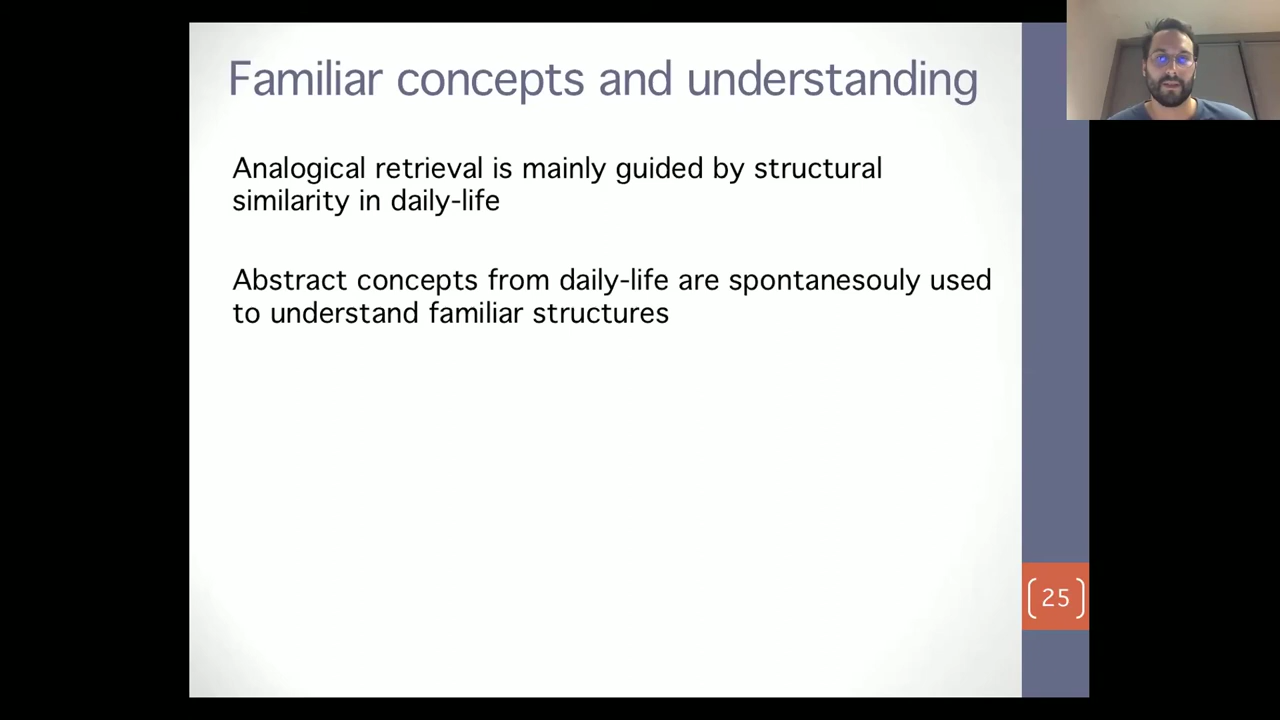 Familiar concepts and understanding
Analogical retrieval is mainly guided by structural
similarity in daily-life
Abstract concepts from daily-life are spontanesouly used
to understand familiar structures
25